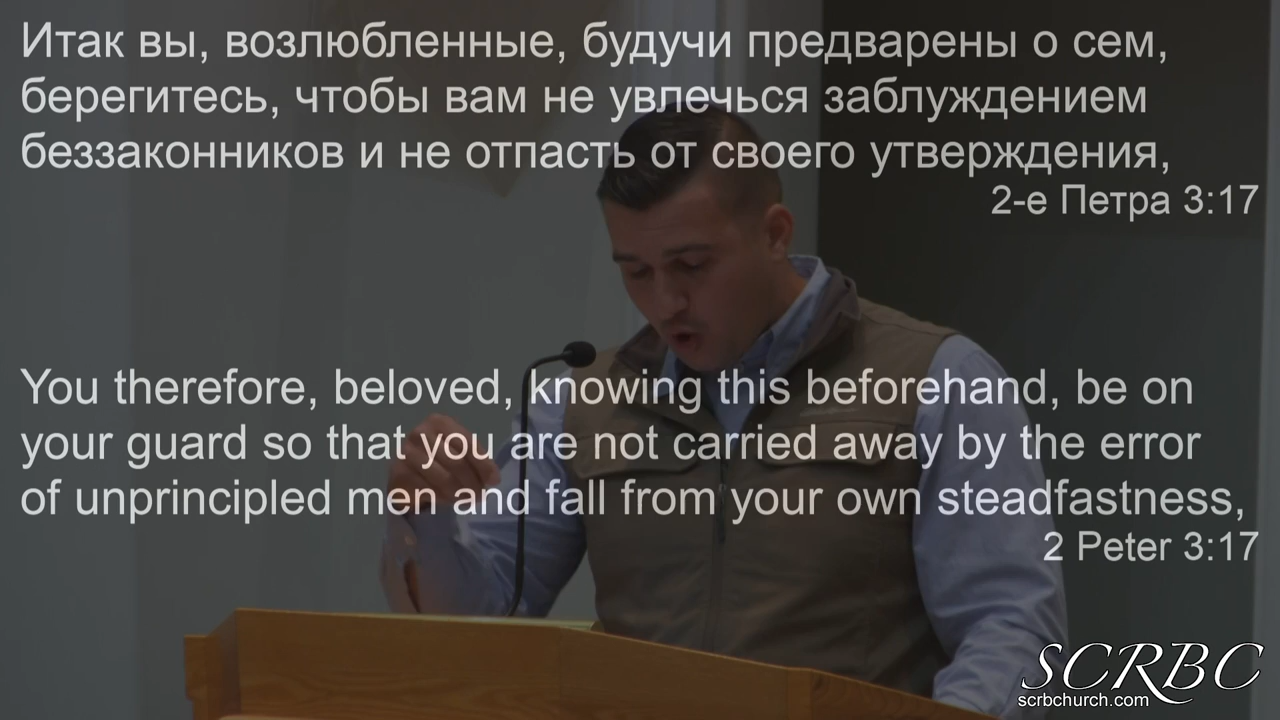 Итак вы, возлюбленные, будучи предварены о сем,
берегитесь, чтобы вам не увлечься заблуждением
беззаконников и не отпасть от своего утверждения,
2-е Петра 3:17
You therefore, beloved, knowing this beforehand, be on
your guard so that you are not carried away by the error
of unprincipled men and fall from your own steadfastness,
2 Peter 3:17
SCRBC
scrbchurch.com